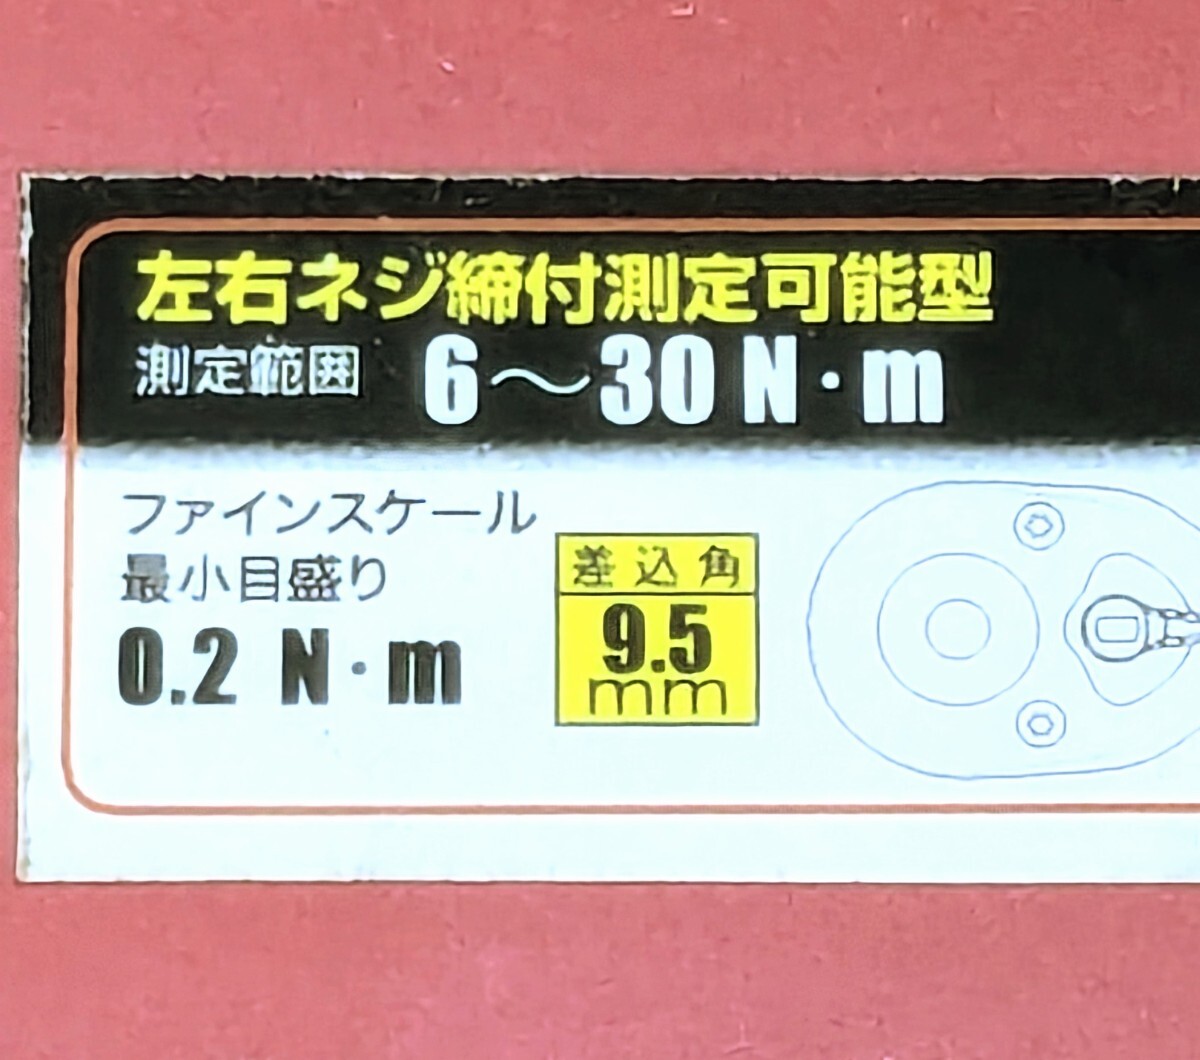 左右ネジ締付測定可能型
測定範囲 6〜30 N・m
ファインスケール
最小目盛り
0.2 N・m
差込角
9.5
mm